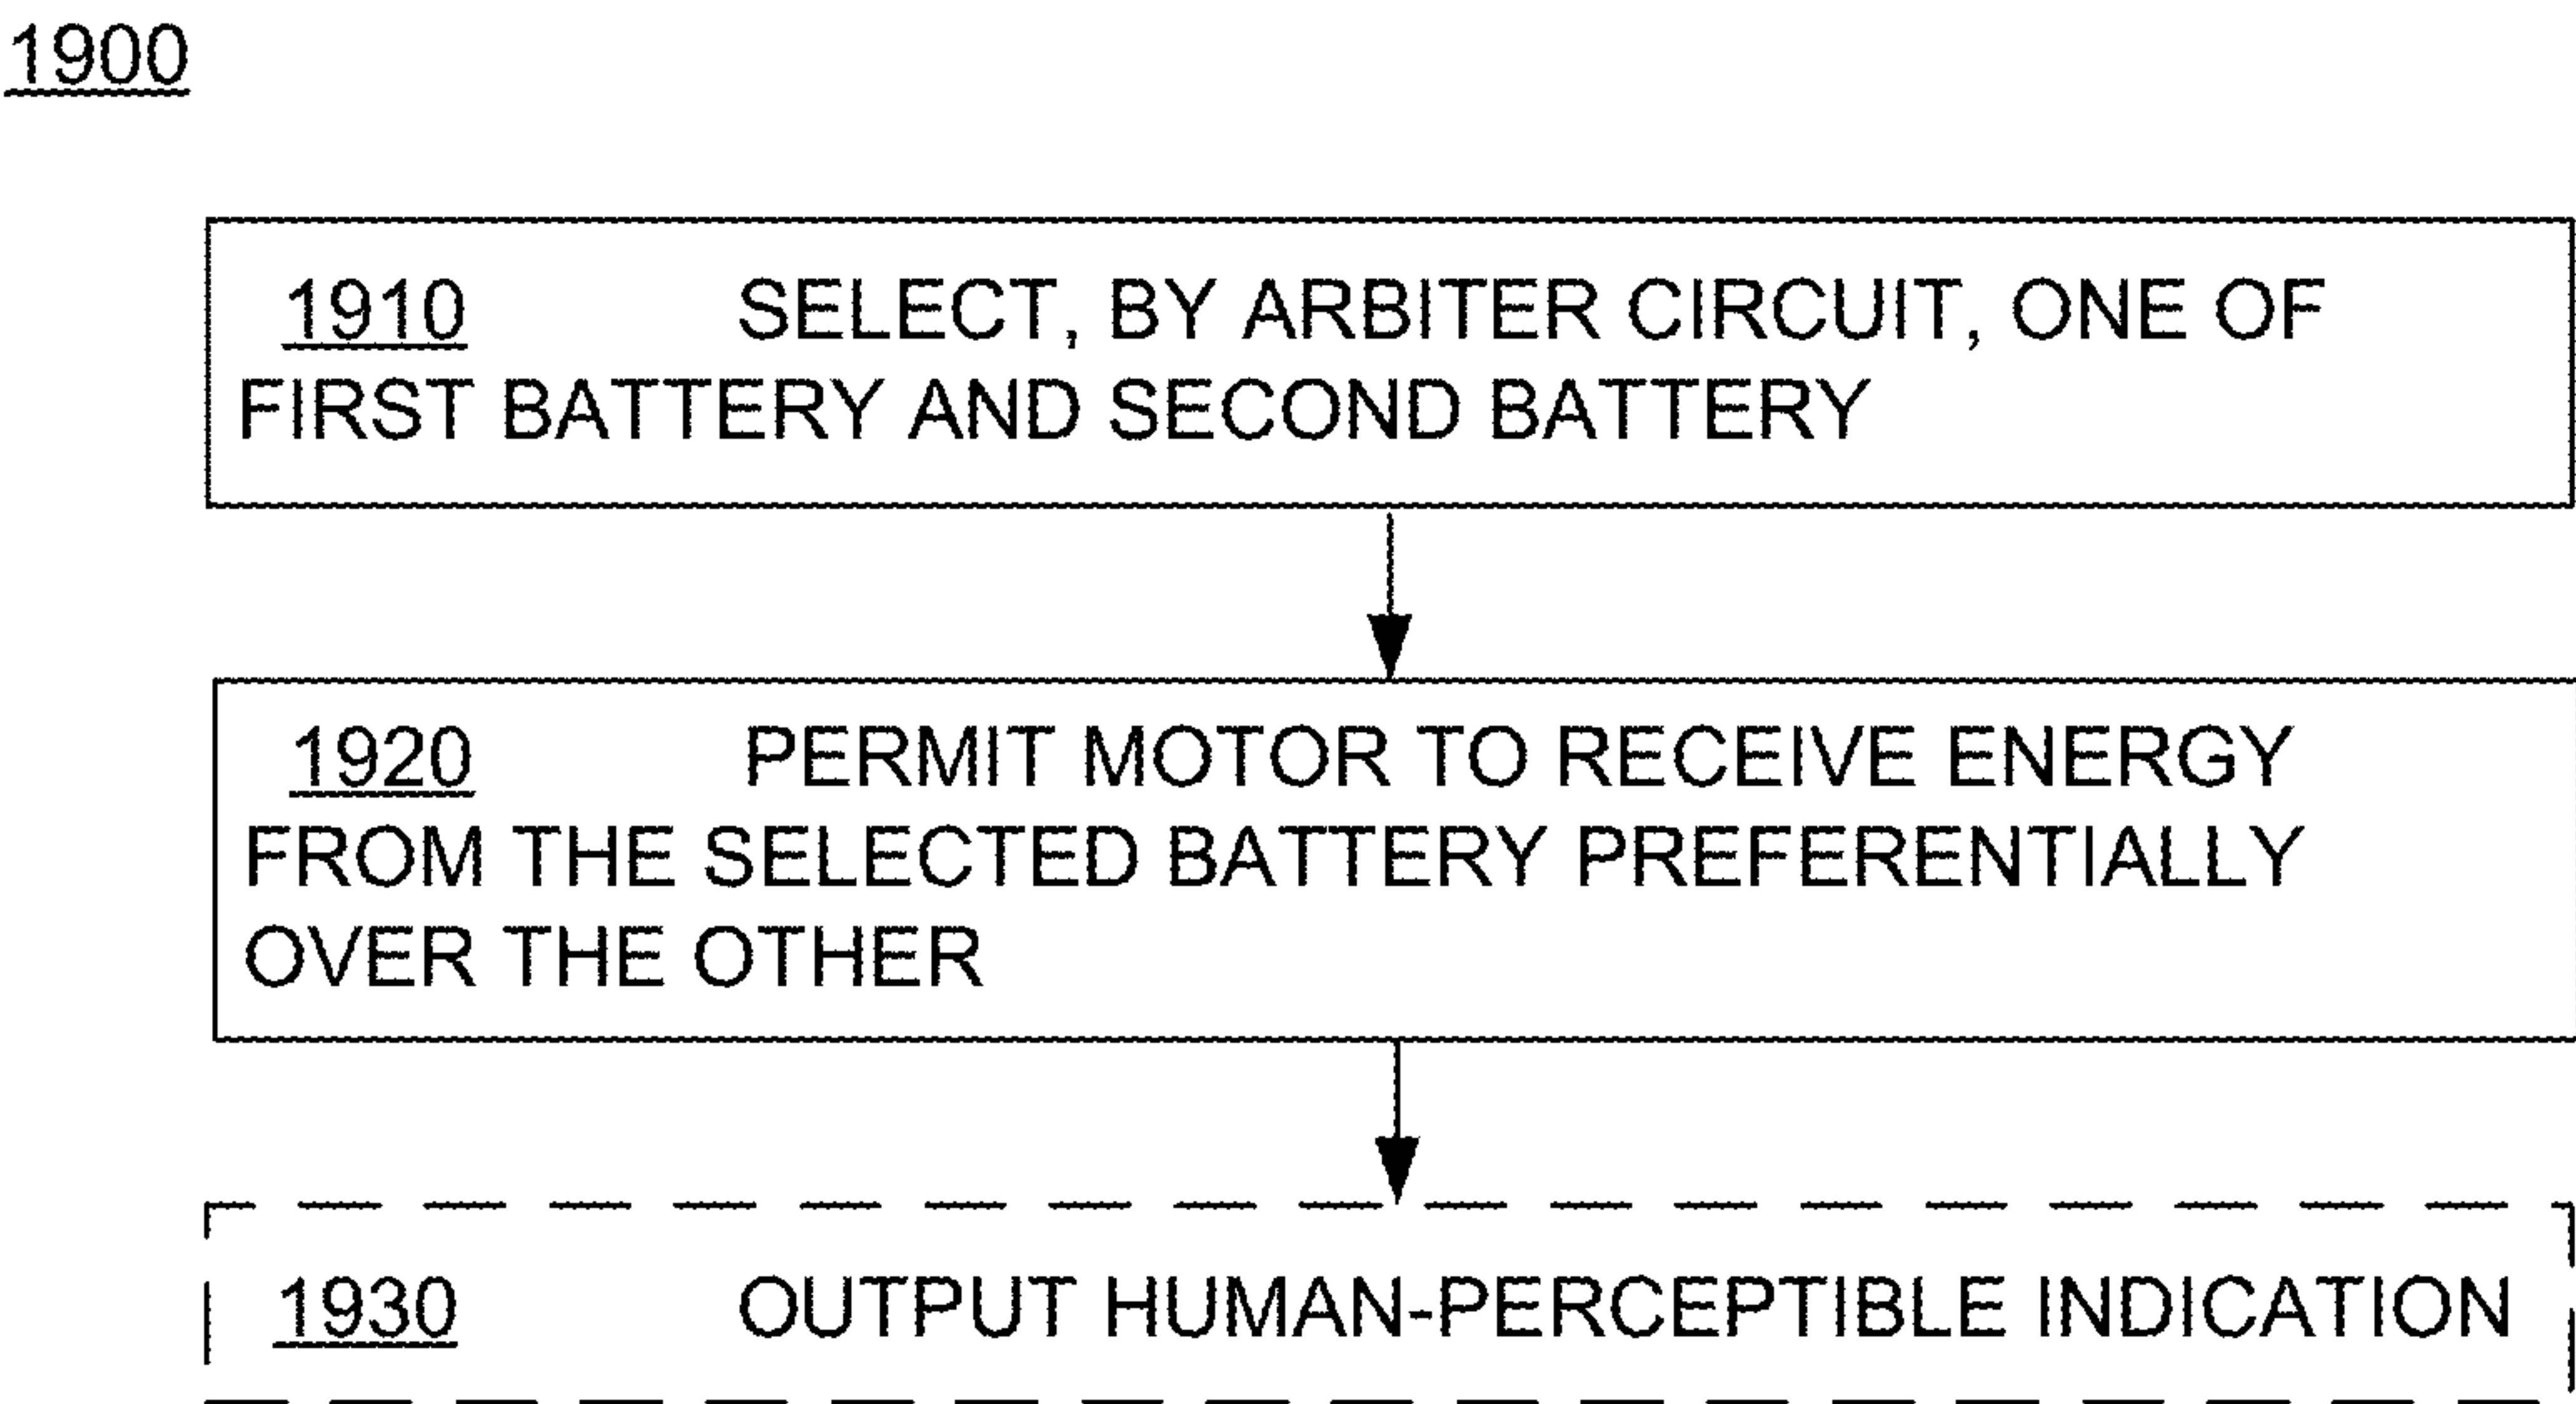 1900
1910 SELECT, BY ARBITER CIRCUIT, ONE OF
FIRST BATTERY AND SECOND BATTERY
1920 PERMIT MOTOR TO RECEIVE ENERGY
FROM THE SELECTED BATTERY PREFERENTIALLY
OVER THE OTHER
1930 OUTPUT HUMAN-PERCEPTIBLE INDICATION